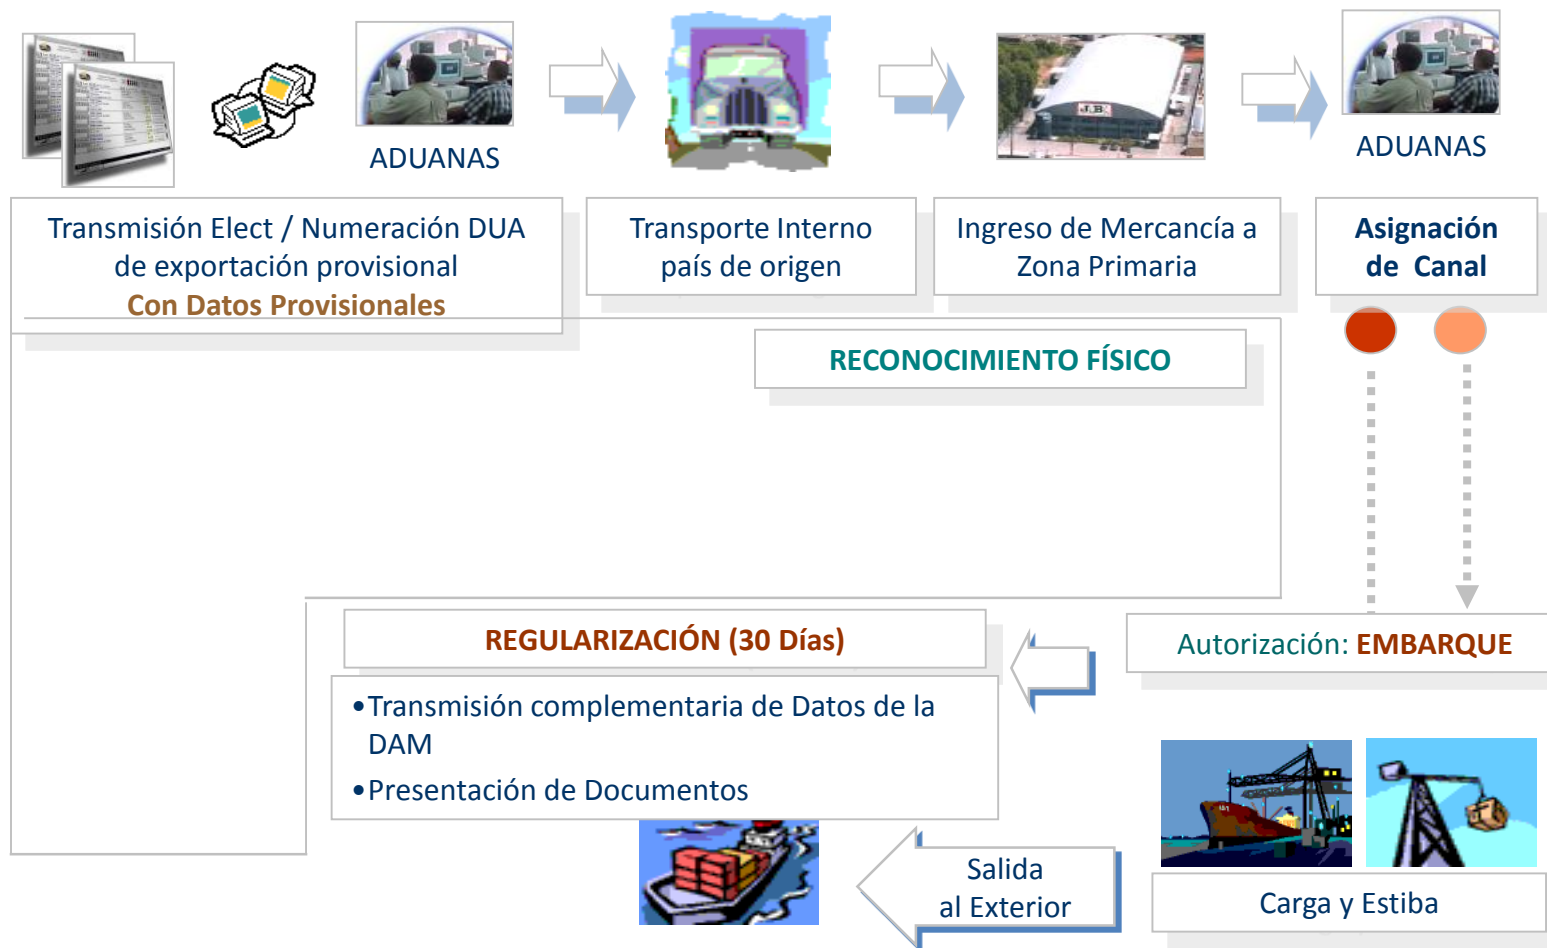 ADUANAS
ADUANAS
Transmisión Elect / Numeración DUA
de exportación provisional
Con Datos Provisionales
Transporte Interno
país de origen
Ingreso de Mercancía a
Zona Primaria
Asignación
de Canal
RECONOCIMIENTO FÍSICO
REGULARIZACIÓN (30 Días)
Autorización: EMBARQUE
•Transmisión complementaria de Datos de la
DAM
•Presentación de Documentos
Salida
al Exterior
Carga y Estiba